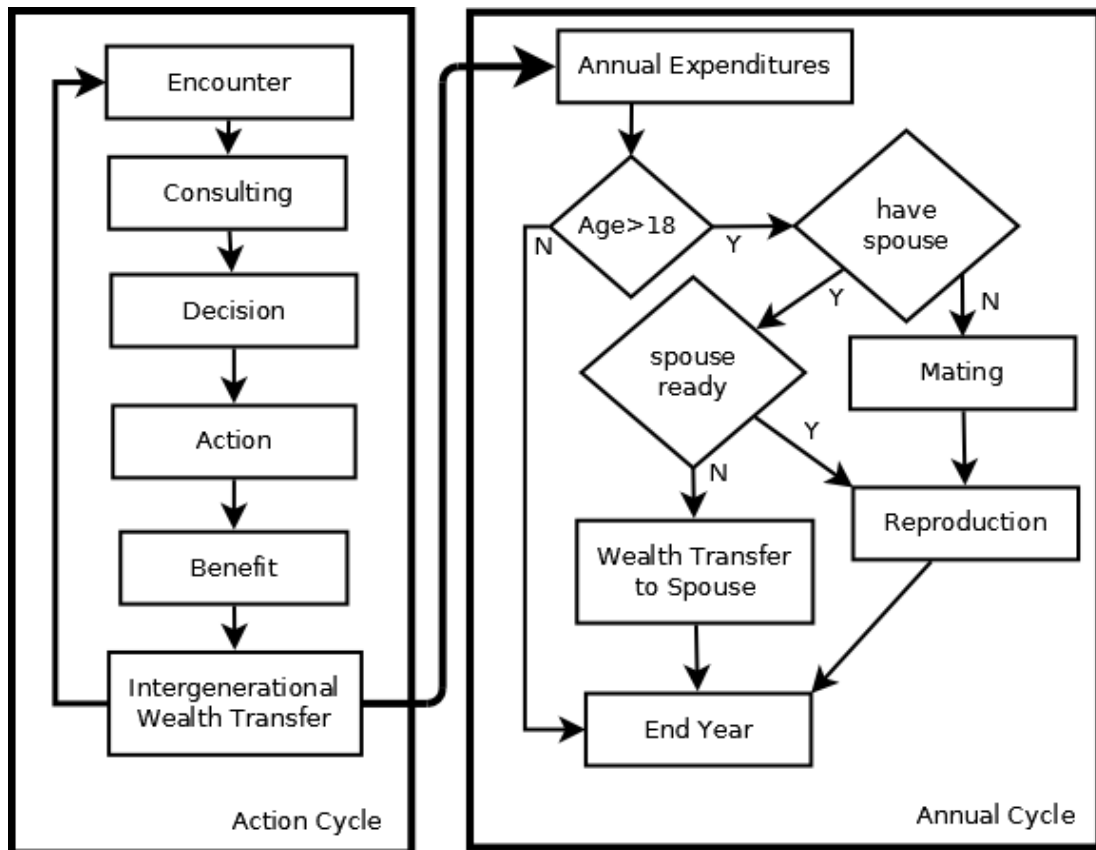 Encounter
Consulting
Decision
Action
Benefit
Intergenerational
Wealth Transfer
Action Cycle
Annual Expenditures
Age>18
N
Y
have
spouse
Y
N
spouse
ready
Mating
Y
N
Reproduction
Wealth Transfer
to Spouse
End Year
Annual Cycle